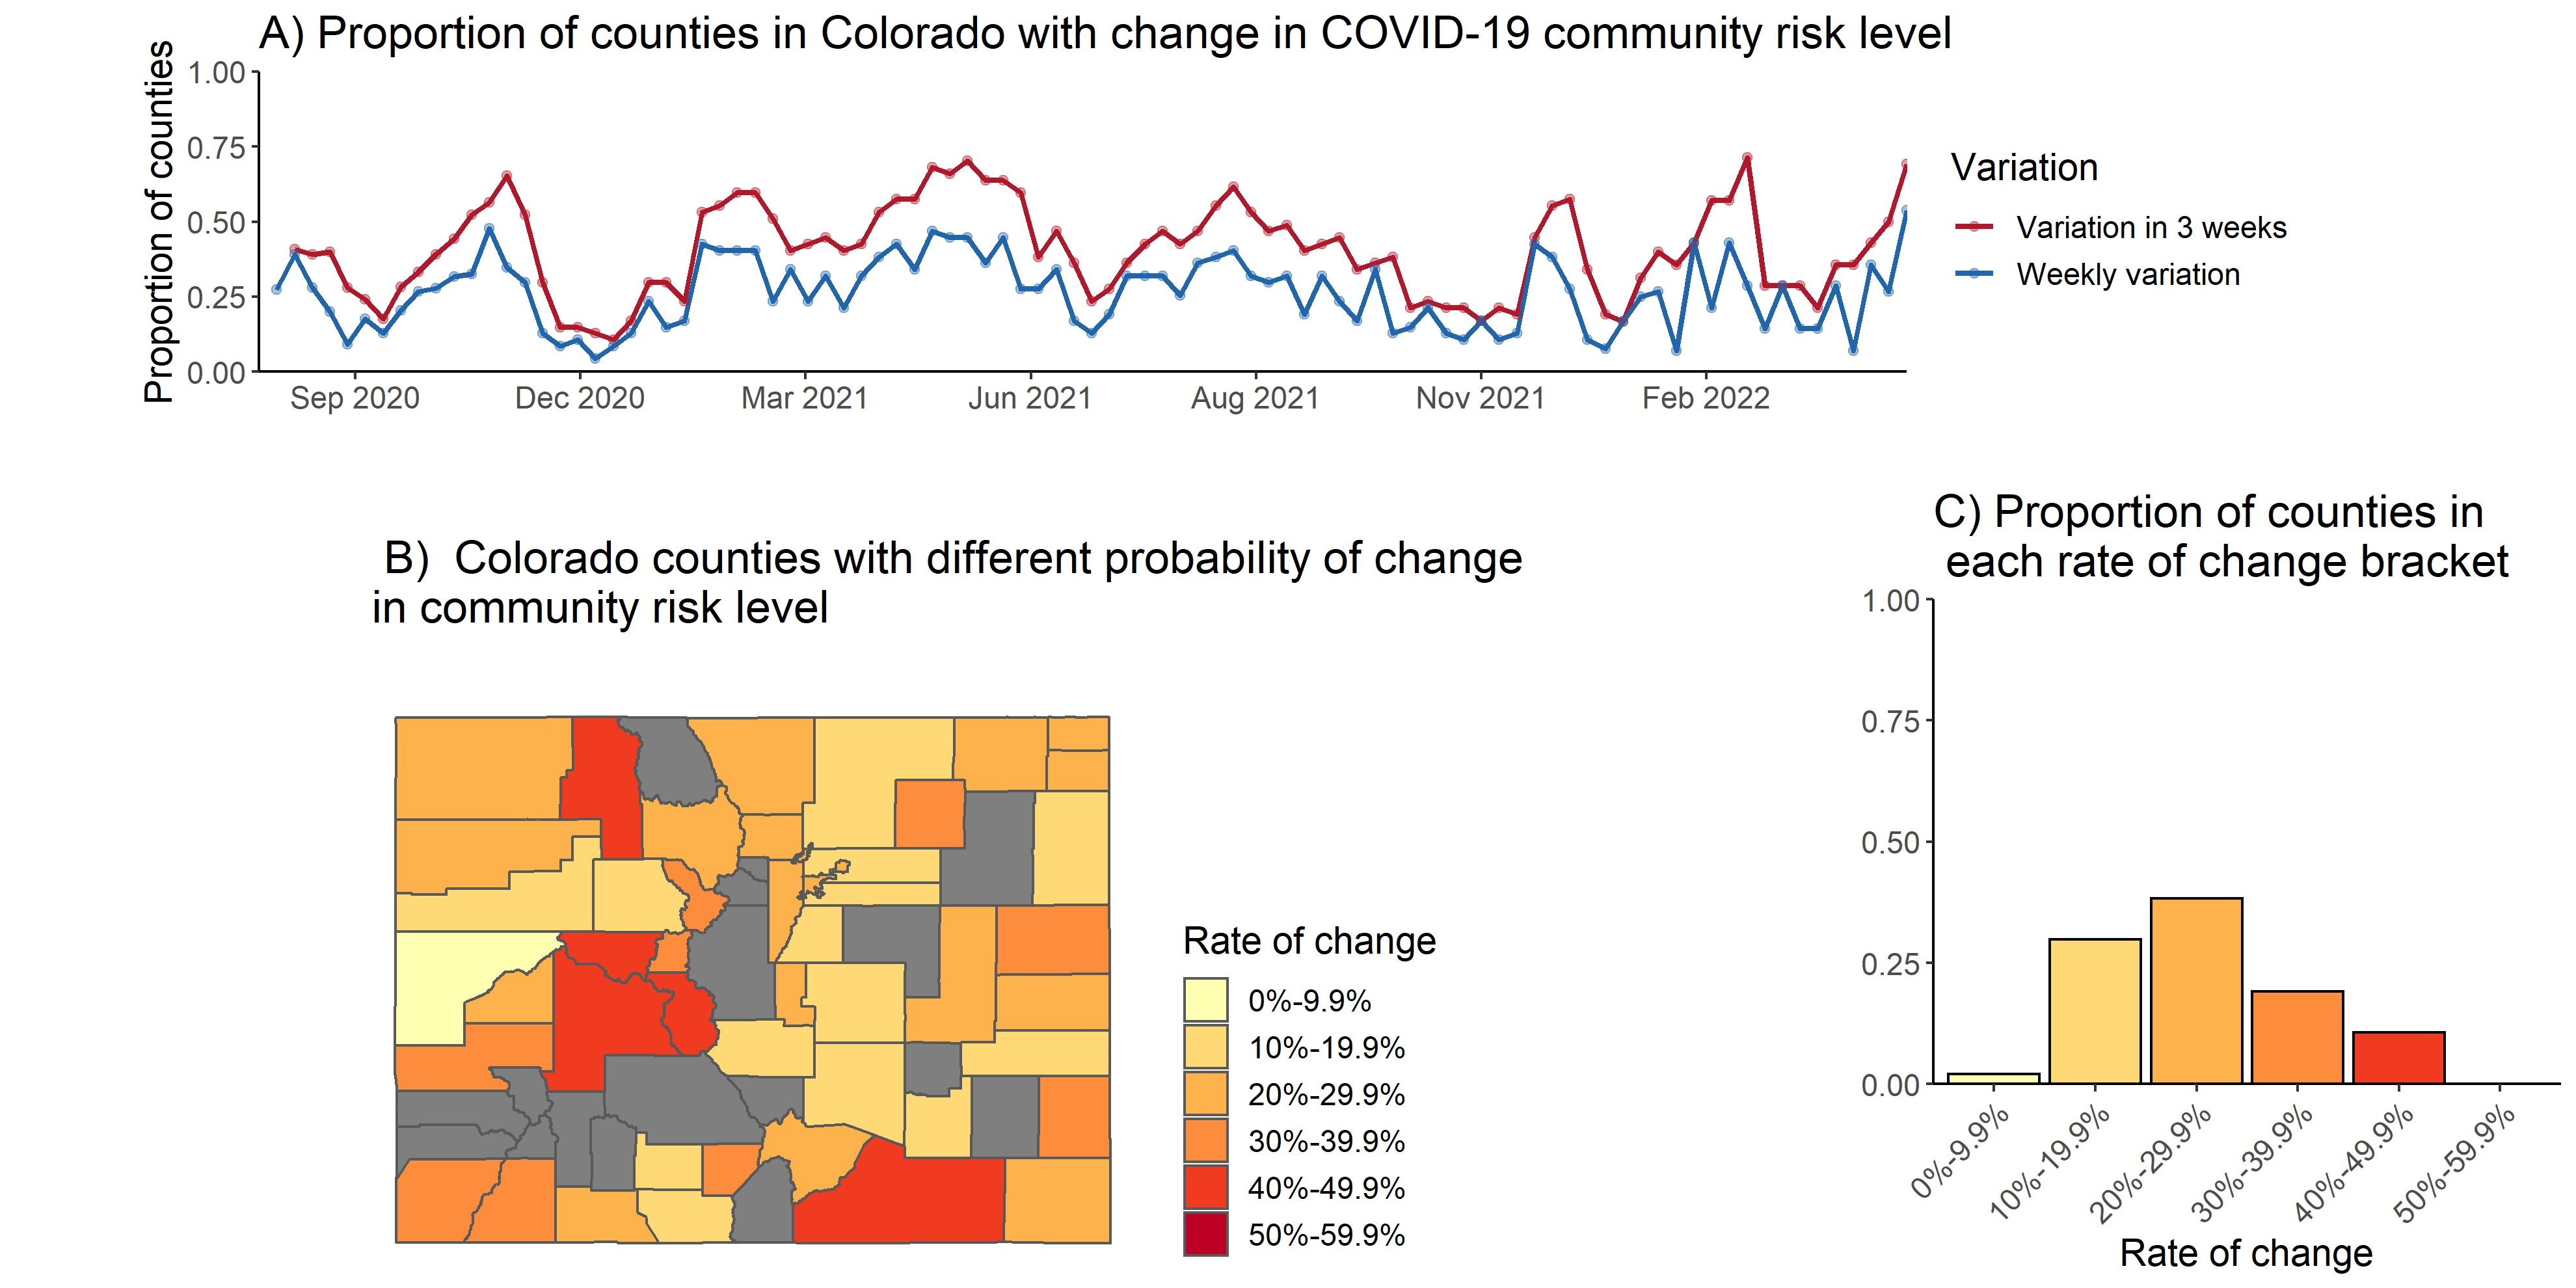 A) Proportion of counties in Colorado with change in COVID-19 community risk level
Proportion of counties
1.00
0.75
0.50
0.25
0.00
Sep 2020
Dec 2020
Mar 2021
Jun 2021
Aug 2021
Nov 2021
Feb 2022
Variation
Variation in 3 weeks
Weekly variation
B) Colorado counties with different probability of change
in community risk level
Rate of change
0%-9.9%
10%-19.9%
20%-29.9%
30%-39.9%
40%-49.9%
50%-59.9%
C) Proportion of counties in
each rate of change bracket
1.00
0.75
0.50
0.25
0.00
0%-9.9%
10%-19.9%
20%-29.9%
30%-39.9%
40%-49.9%
50%-59.9%
Rate of change